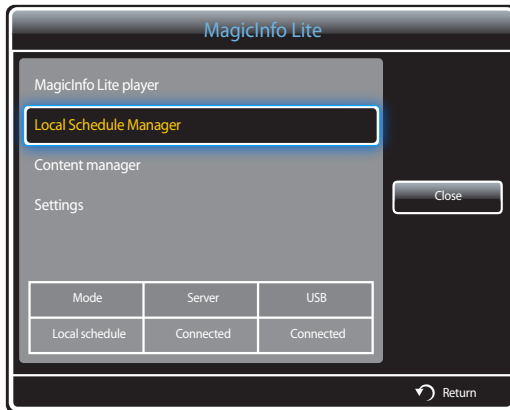 MagicInfo Lite
MagicInfo Lite player
Local Schedule Manager
Content manager
Settings
Close
Mode Server USB
Local schedule Connected Connected
Return